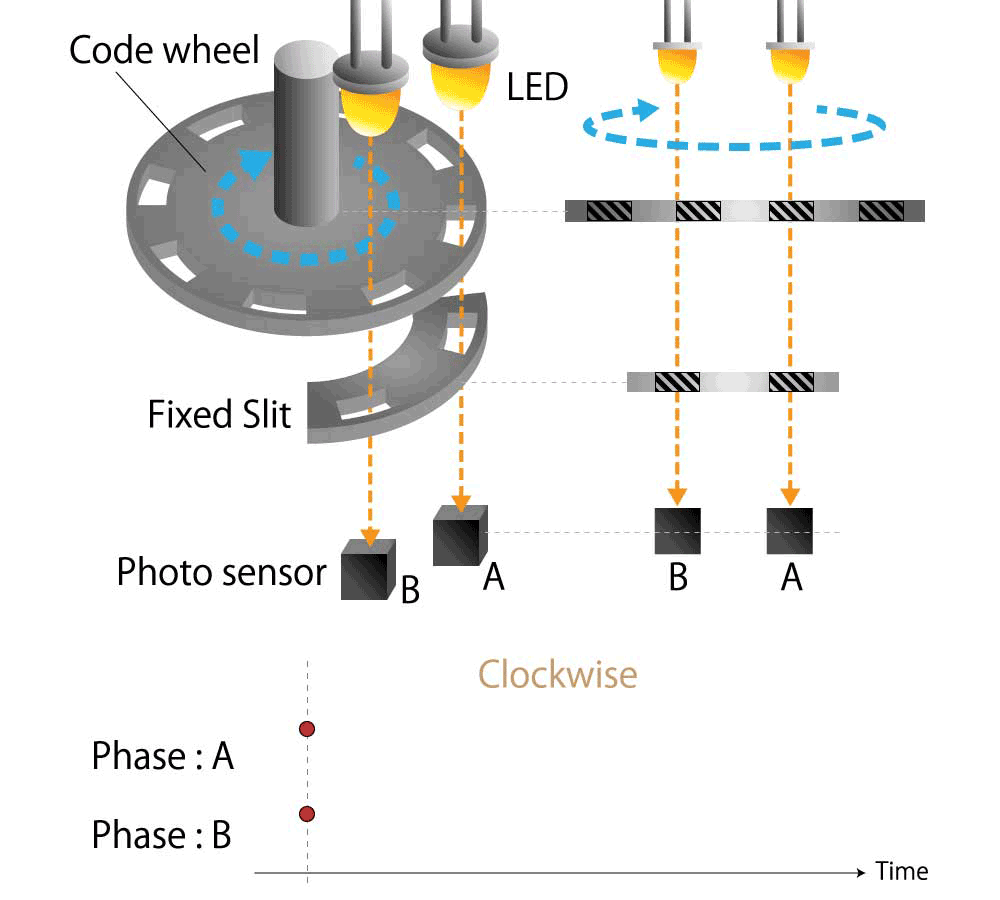 Code wheel
LED
Fixed Slit
Photo sensor
B
A
B
A
Clockwise
Phase : A
Phase : B
Time